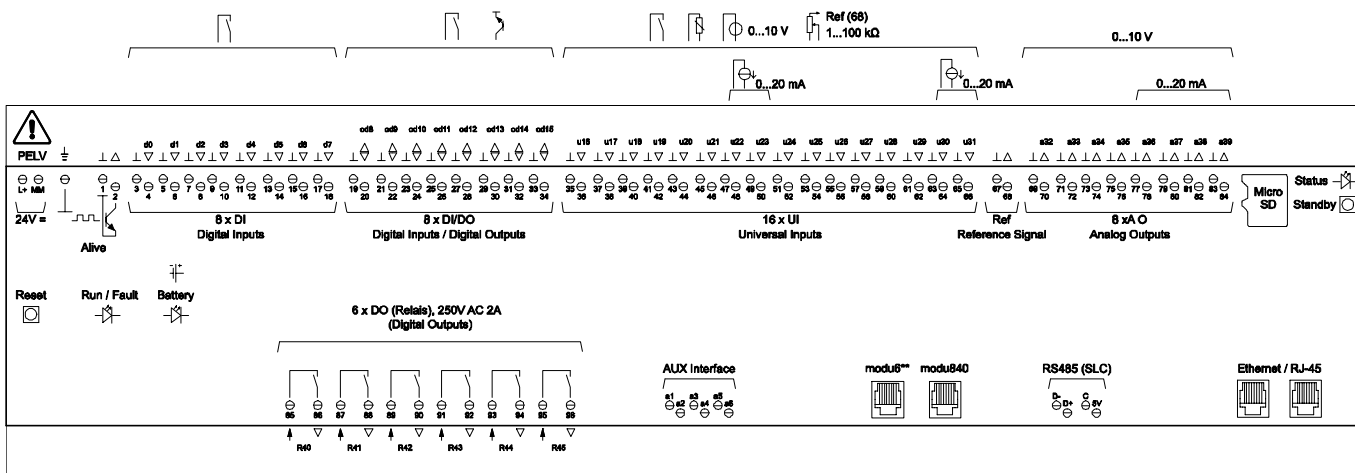 Ref (68)
0...10 V
1...100 kΩ
0...10 V
0...20 mA
0...20 mA
0...20 mA
PELV
d0 d1 d2 d3 d4 d5 d6 d7
cd8 cd9 cd10 cd11 cd12 cd13 cd14 cd15
u16 u17 u18 u19 u20 u21 u22 u23 u24 u25 u26 u27 u28 u29 u30 u31
a32 a33 a34 a35 a36 a37 a38 a39
L+ MM
1 3 5 7 9 11 13 15 17 19 21 23 25 27 29 31 33 35 37 39 41 43 45 47 49 51 53 55 57 59 61 63 65 67 69 71 73 75 77 79 81 83
2 4 6 8 10 12 14 16 18 20 22 24 26 28 30 32 34 36 38 40 42 44 46 48 50 52 54 56 58 60 62 64 66 68 70 72 74 76 78 80 82 84
24V =
8 x DI
Digital Inputs
8 x DI/DO
Digital Inputs / Digital Outputs
16 x UI
Universal Inputs
Ref
Reference Signal
8 xA O
Analog Outputs
Micro
SD
Status
Standby
Alive
Reset
Run / Fault
Battery
6 x DO (Relais), 250V AC 2A
(Digital Outputs)
85 86 87 88 89 90 91 92 93 94 95 96
R40 R41 R42 R43 R44 R45
AUX Interface
a1 a3 a5
a2 a4 a6
modu6** modu840
RS485 (SLC)
D- C
D+ 5V
Ethernet / RJ-45